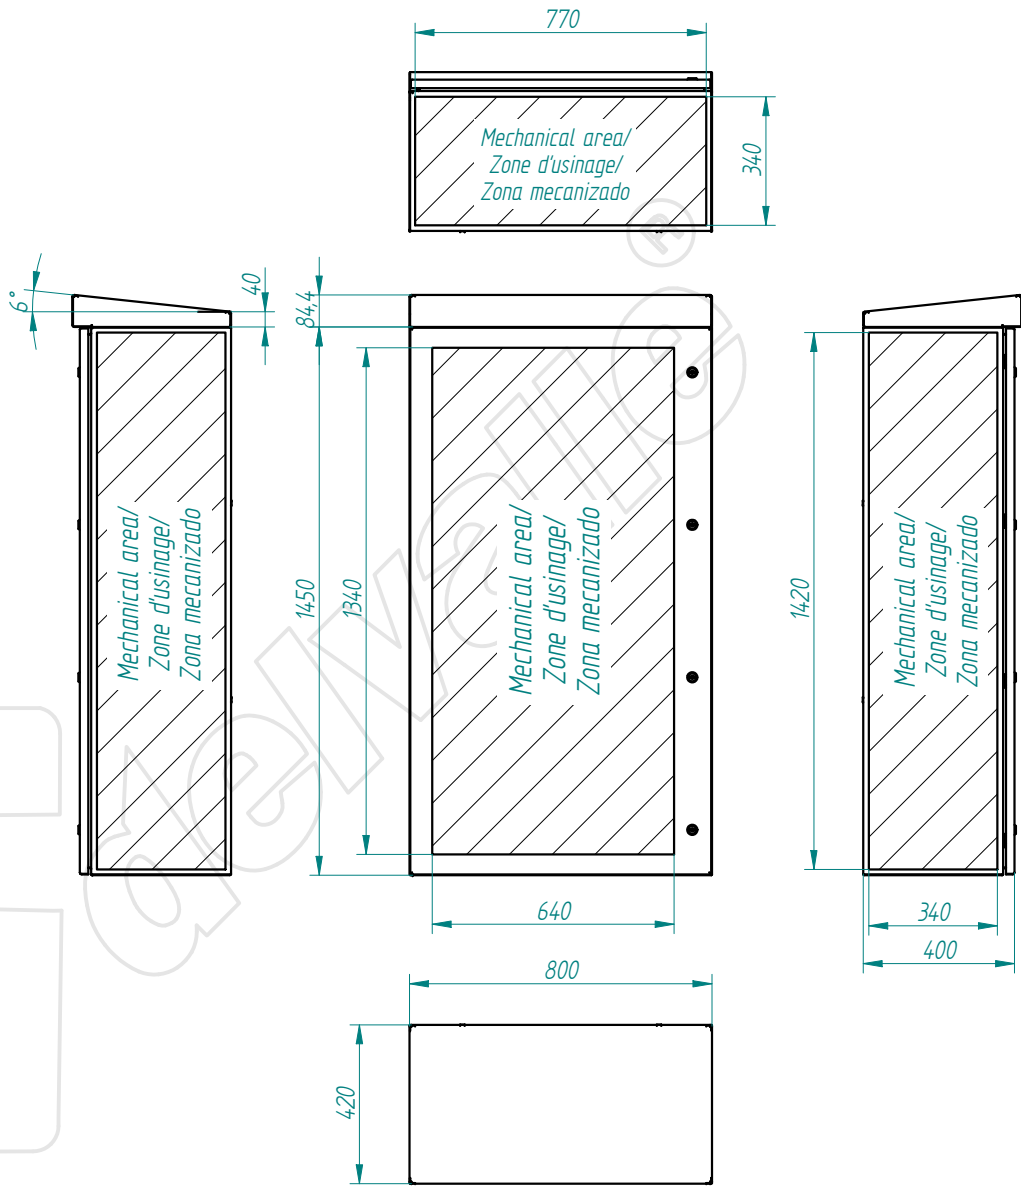 770
Mechanical area/
Zone d'usinage/
Zona mecanizado
340
®
6°
40
84,4
Mechanical area/
Zone d'usinage/
Zona mecanizado
1450
1340
Mechanical area/
Zone d'usinage/
Zona mecanizado
1420
Mechanical area/
Zone d'usinage/
Zona mecanizado
delvalle
640
340
400
800
420